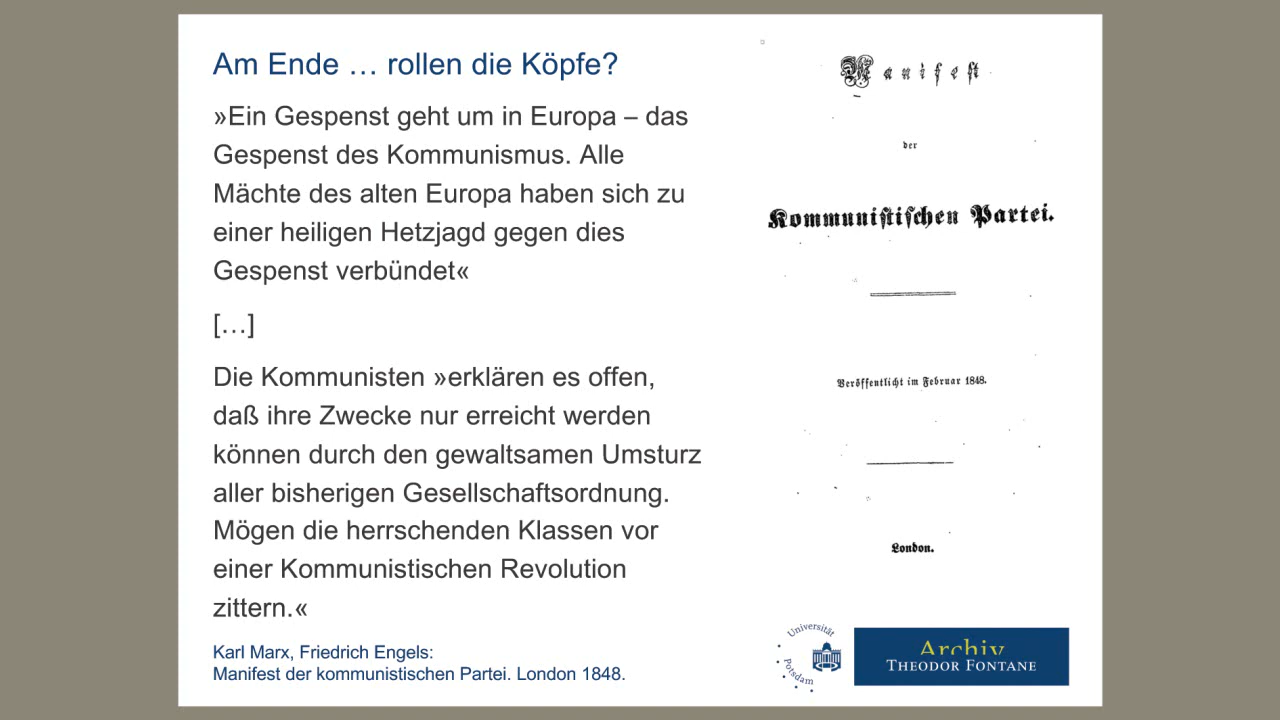 Am Ende … rollen die Köpfe?
»Ein Gespenst geht um in Europa – das
Gespenst des Kommunismus. Alle
Mächte des alten Europa haben sich zu
einer heiligen Hetzjagd gegen dies
Gespenst verbündet«
[…]
Die Kommunisten »erklären es offen,
daß ihre Zwecke nur erreicht werden
können durch den gewaltsamen Umsturz
aller bisherigen Gesellschaftsordnung.
Mögen die herrschenden Klassen vor
einer Kommunistischen Revolution
zittern.«
Karl Marx, Friedrich Engels:
Manifest der kommunistischen Partei. London 1848.
Manifest
der
Kommunistischen Partei.
Veröffentlicht im Februar 1848.
London.
Universität
Potsdam
Archiv
THEODOR FONTANE